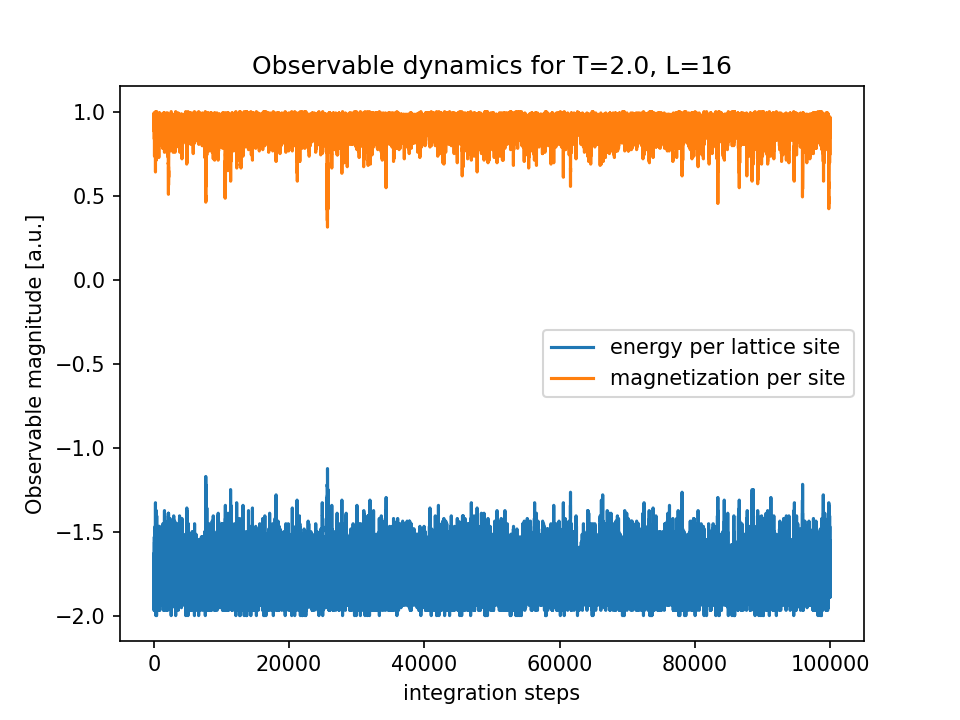 Observable dynamics for T=2.0, L=16
Observable magnitude [a.u.]
1.0
0.5
0.0
−0.5
−1.0
−1.5
−2.0
energy per lattice site
magnetization per site
0 20000 40000 60000 80000 100000
integration steps